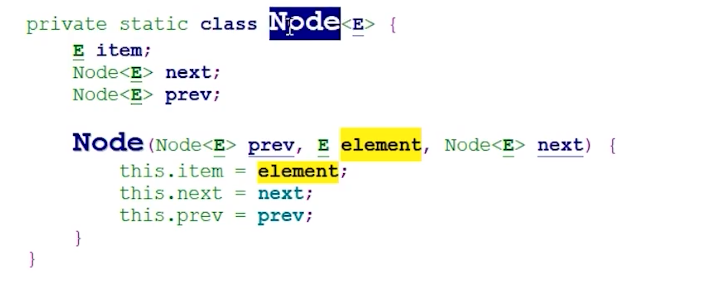 private static class Node<E> {
E item;
Node<E> next;
Node<E> prev;
Node(Node<E> prev, E element, Node<E> next) {
this.item = element;
this.next = next;
this.prev = prev;
}
}